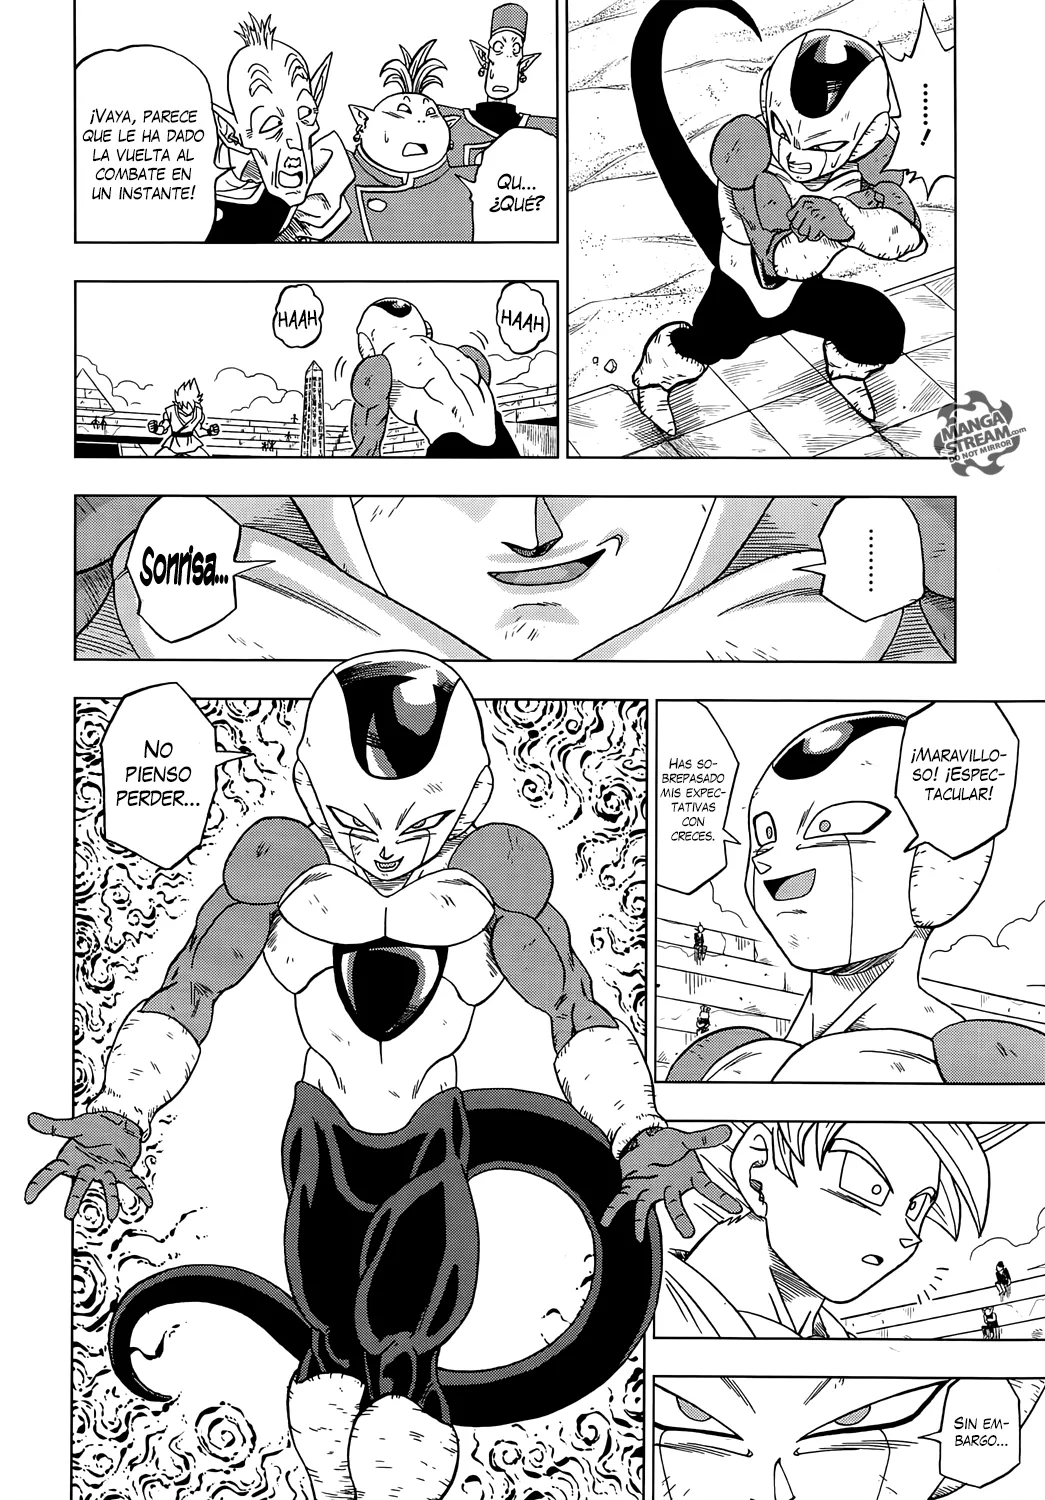 ......!
QU...
¿QUÉ?
¡VAYA, PARECE
QUE LE HA DADO
LA VUELTA AL
COMBATE EN
UN INSTANTE!
HAAH
HAAH
MANGA
STREAM.com
DO NOT MIRROR
......
Sonrisa...
¡MARAVILLO-
SO! ¡ESPEC-
TACULAR!
HAS SO-
BREPASADO
MIS EXPEC-
TATIVAS
CON
CRECES.
SIN EM-
BARGO...
NO
PIENSO
PERDER...